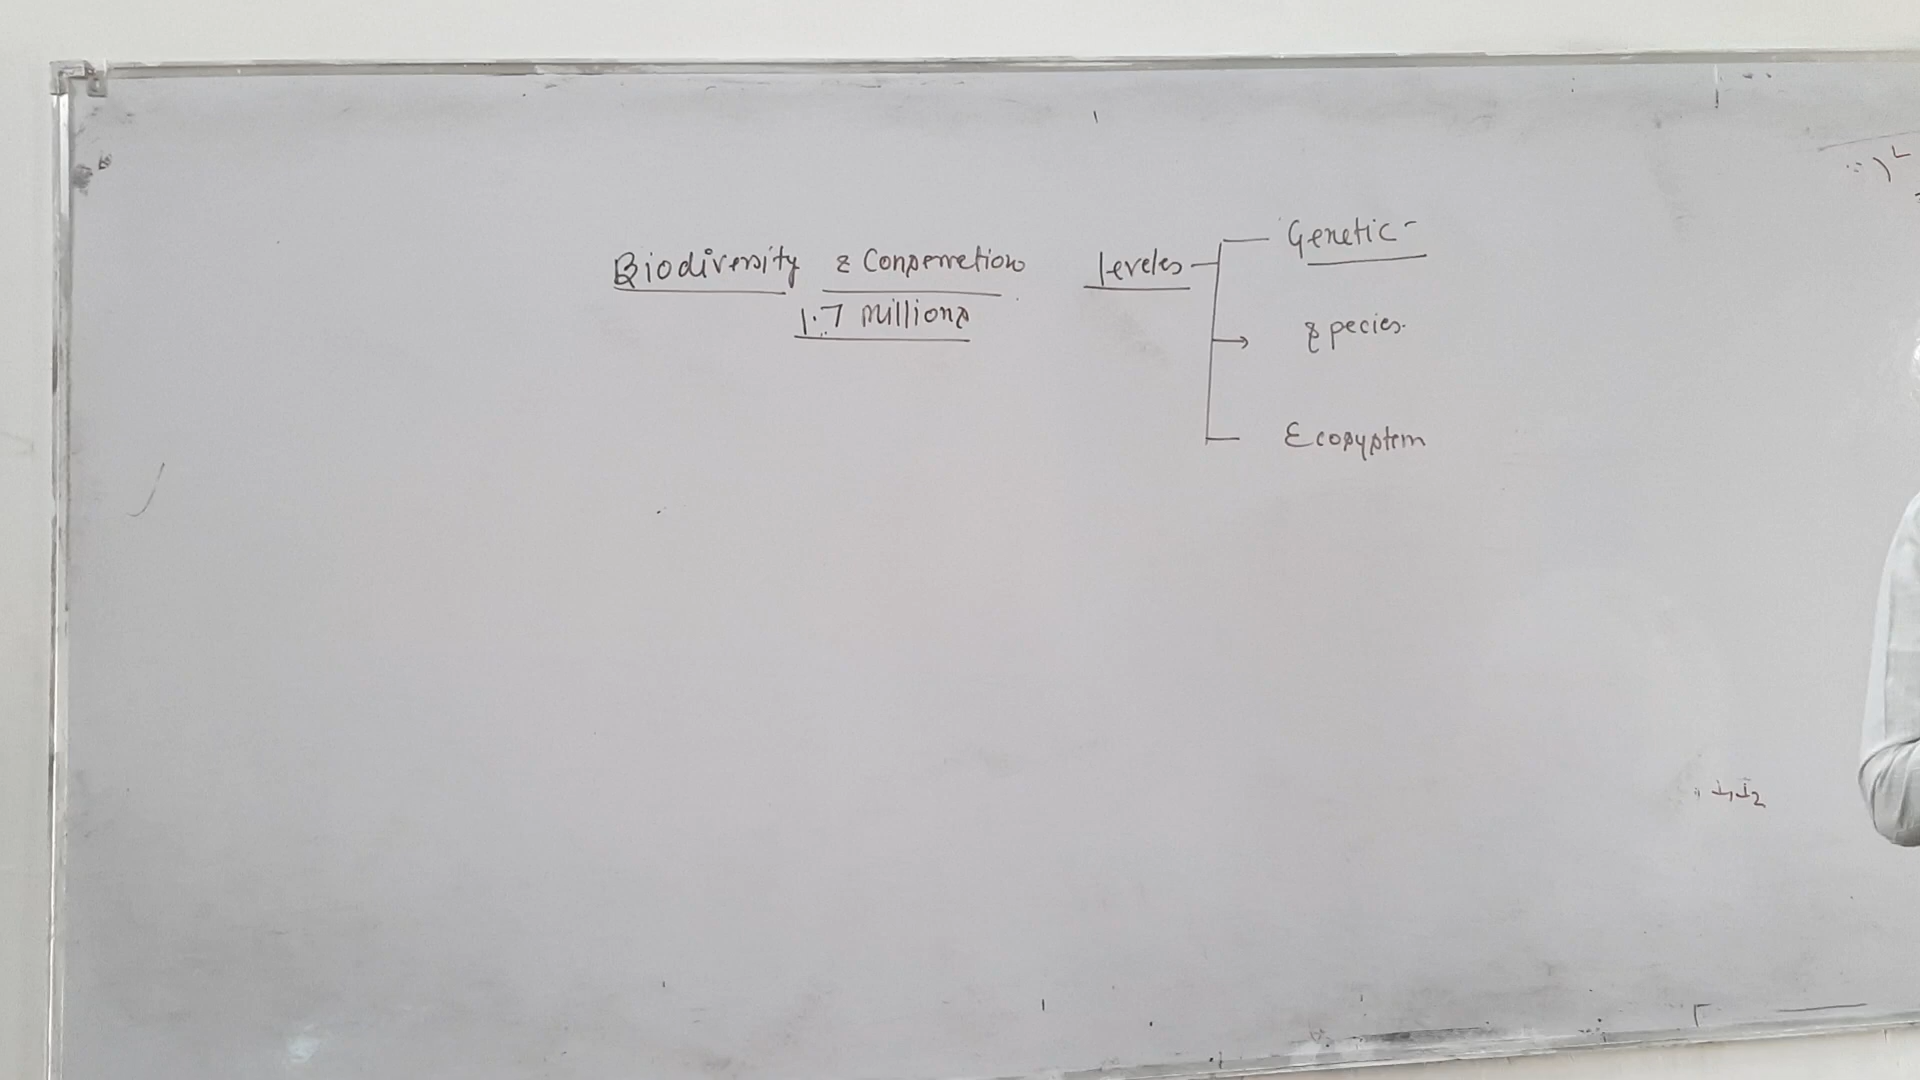 Biodiversity & Conservation
1.7 millions
leveles
Genetic -
Species.
Ecosystem